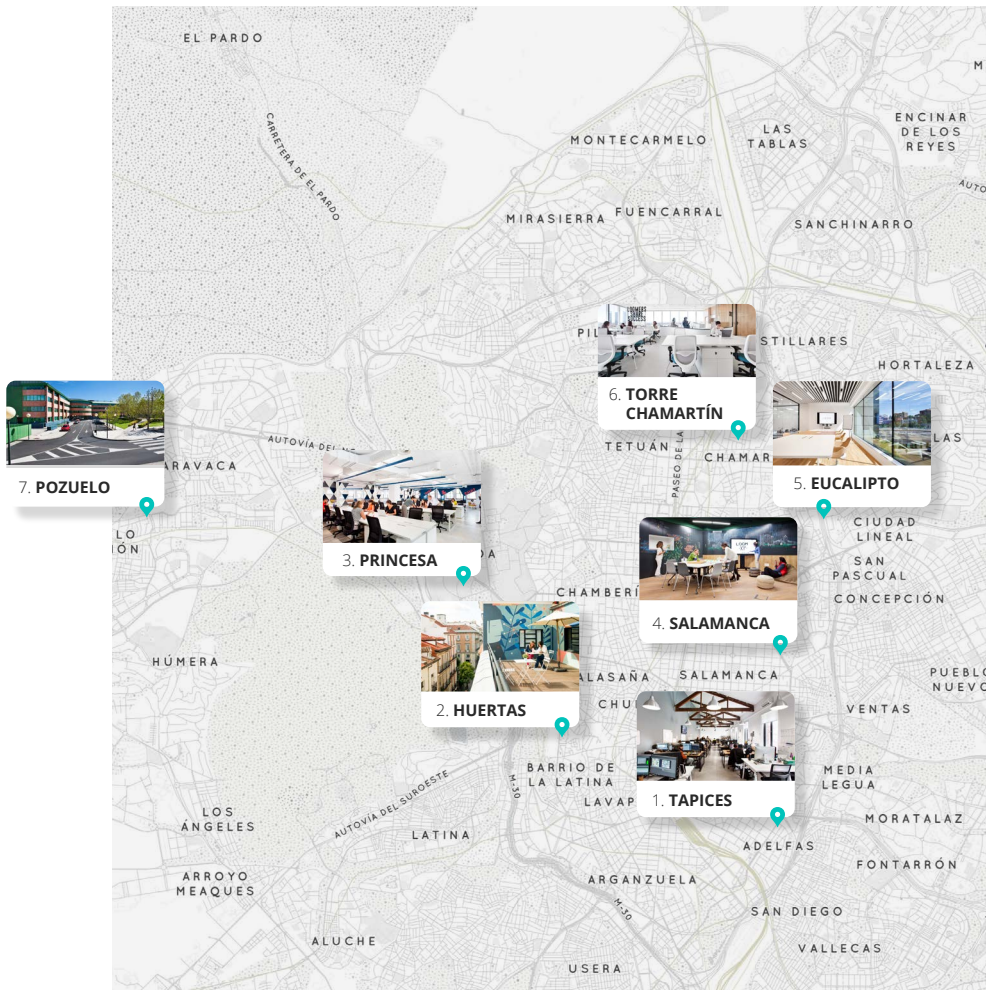 EL PARDO
CARRETERA DE EL PARDO
MONTECARMELO
LAS
TABLAS
ENCINAR
DE LOS
REYES
MIRASIERRA
FUENCARRAL
SANCHINARRO
HORTALEZA
STILLARES
6. TORRE
CHAMARTÍN
TETUÁN
PASEO DE LA
CHAMAR
LAS
5. EUCALIPTO
AUTOVÍA DEL
ARAVACA
7. POZUELO
3. PRINCESA
CIUDAD
LINEAL
SAN
PASCUAL
CONCEPCIÓN
CHAMBERÍ
4. SALAMANCA
HÚMERA
ALASAÑA
SALAMANCA
PUEBLO
NUEVO
2. HUERTAS
CHU
VENTAS
M-30
BARRIO DE
LA LATINA
MEDIA
LEGUA
LAVAP
1. TAPICES
AUTOVÍA DEL SUROESTE
LOS
ÁNGELES
LATINA
MORATALAZ
ADELFAS
FONTARRÓN
ARROYO
MEAQUES
ARGANZUELA
M-30
SAN DIEGO
ALUCHE
VALLECAS
USERA